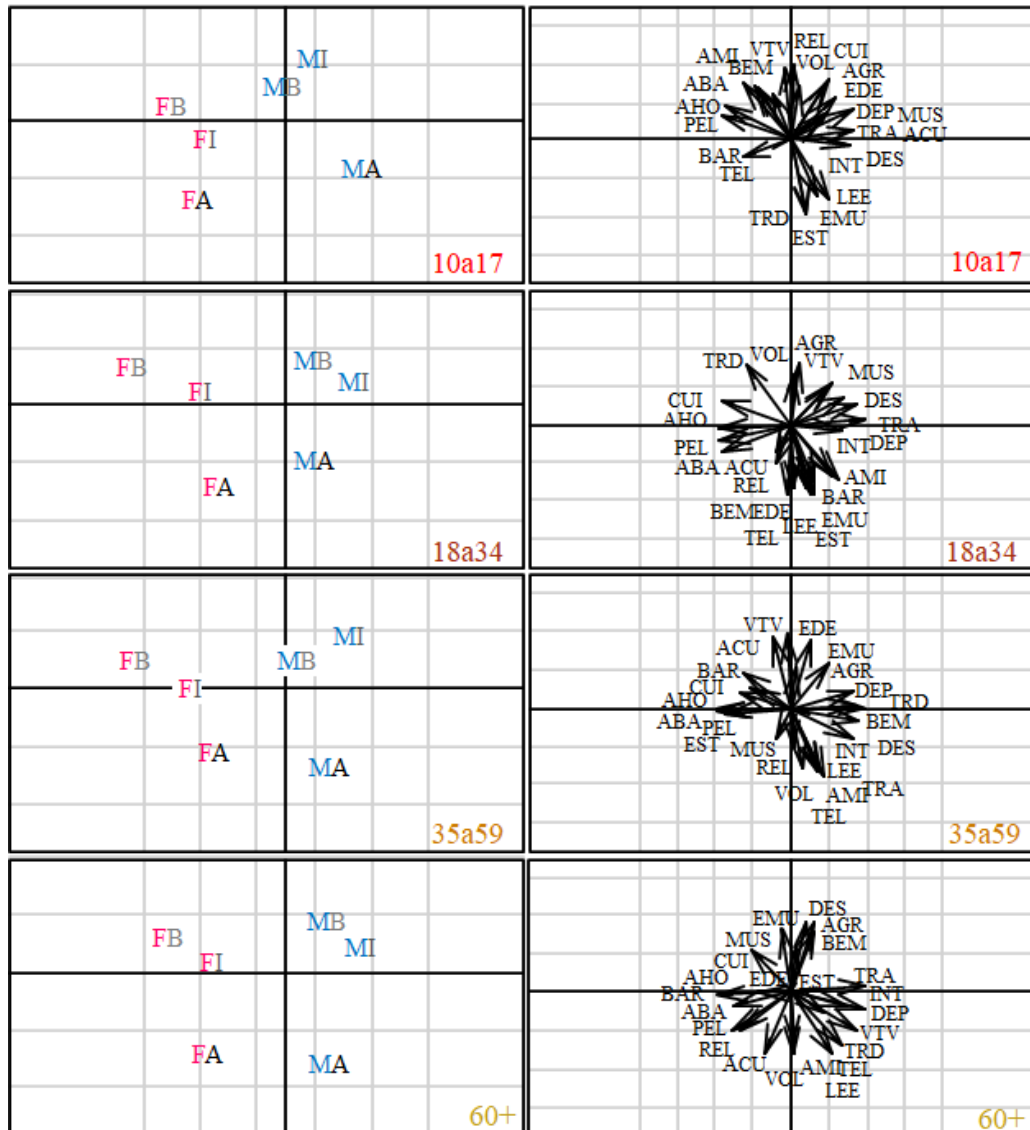 MI
MB
FB
FI
MA
FA
10a17
REL
VTV
CUI
AMI
VOL
BEM
AGR
ABA
EDE
AHO
DEP
MUS
PEL
TRA
ACU
BAR
INT
DES
TEL
LEE
TRD
EMU
EST
10a17
FB
MB
MI
FI
MA
FA
18a34
AGR
VOL
TRD
VTV
MUS
CUI
DES
AHO
TRA
PEL
INT
DEP
ABA
ACU
AMI
REL
BAR
BEM
EDE
EMU
LEE
TEL
EST
18a34
MI
FB
MB
FI
FA
MA
35a59
VTV
EDE
ACU
EMU
BAR
AGR
CUI
DEP
AHO
TRD
ABA
PEL
BEM
EST
MUS
INT
DES
REL
LEE
VOL
AMI
TRA
TEL
35a59
MB
FB
MI
FI
FA
MA
60+
DES
EMU
AGR
MUS
BEM
CUI
AHO
EDE
EST
TRA
BAR
INT
ABA
DEP
PEL
VTV
REL
TRD
ACU
AMI
TEL
VOL
LEE
60+